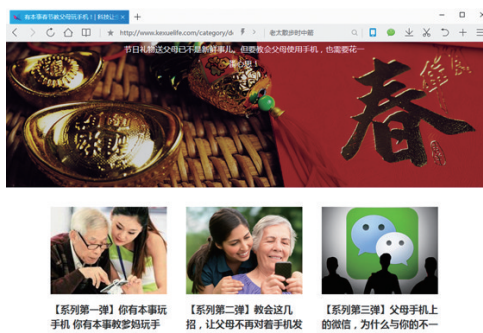 有本事春节教父母玩手机！| 科技让
http://www.kexuelife.com/category/d
老太散步时中箭
节日礼物送父母已不是新鲜事儿。但要教会父母使用手机，也需要花一
番心思！
春
【系列第一弹】你有本事玩
手机 你有本事教爹妈玩手
【系列第二弹】教会这几
招，让父母不再对着手机发
【系列第三弹】父母手机上
的微信，为什么与你的不一